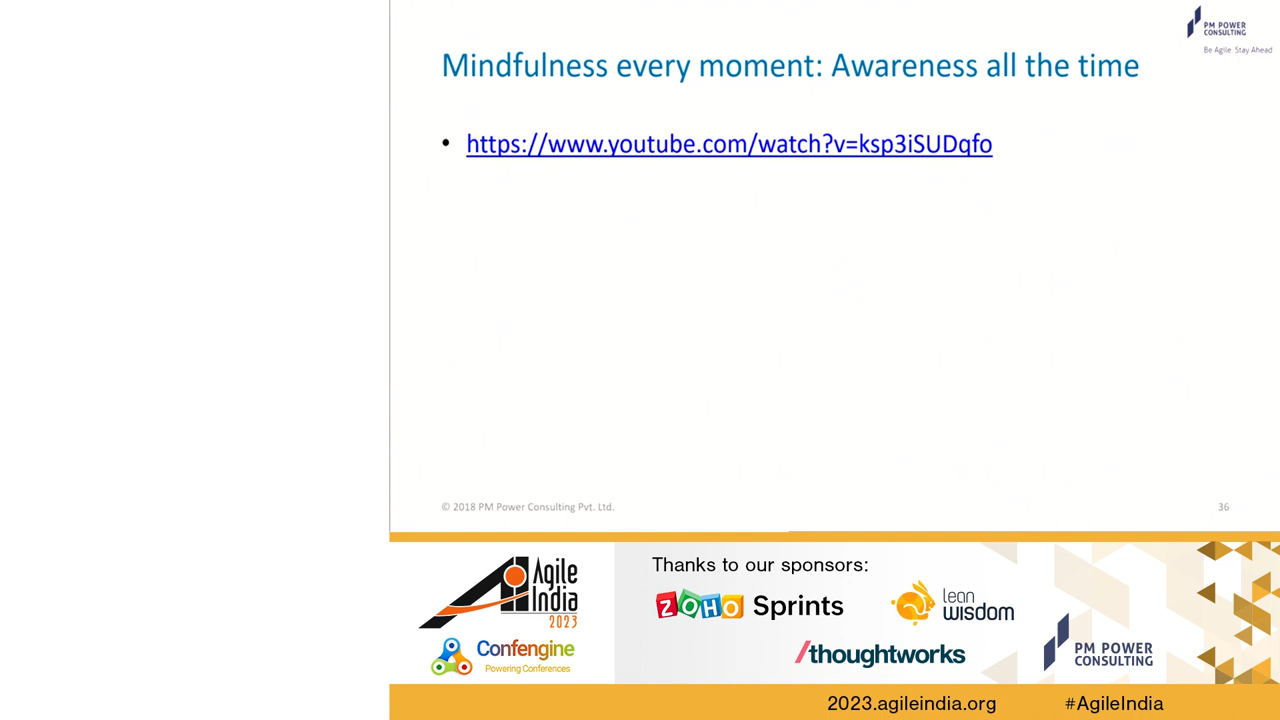 PM POWER
CONSULTING
Be Agile Stay Ahead
Mindfulness every moment: Awareness all the time
• https://www.youtube.com/watch?v=ksp3iSUDqfo
© 2018 PM Power Consulting Pvt. Ltd.
36
Agile
India
2023
Confengine
Powering Conferences
Thanks to our sponsors:
ZOHO Sprints
lean
wisdom
/thoughtworks
PM POWER
CONSULTING
2023.agileindia.org
#AgileIndia